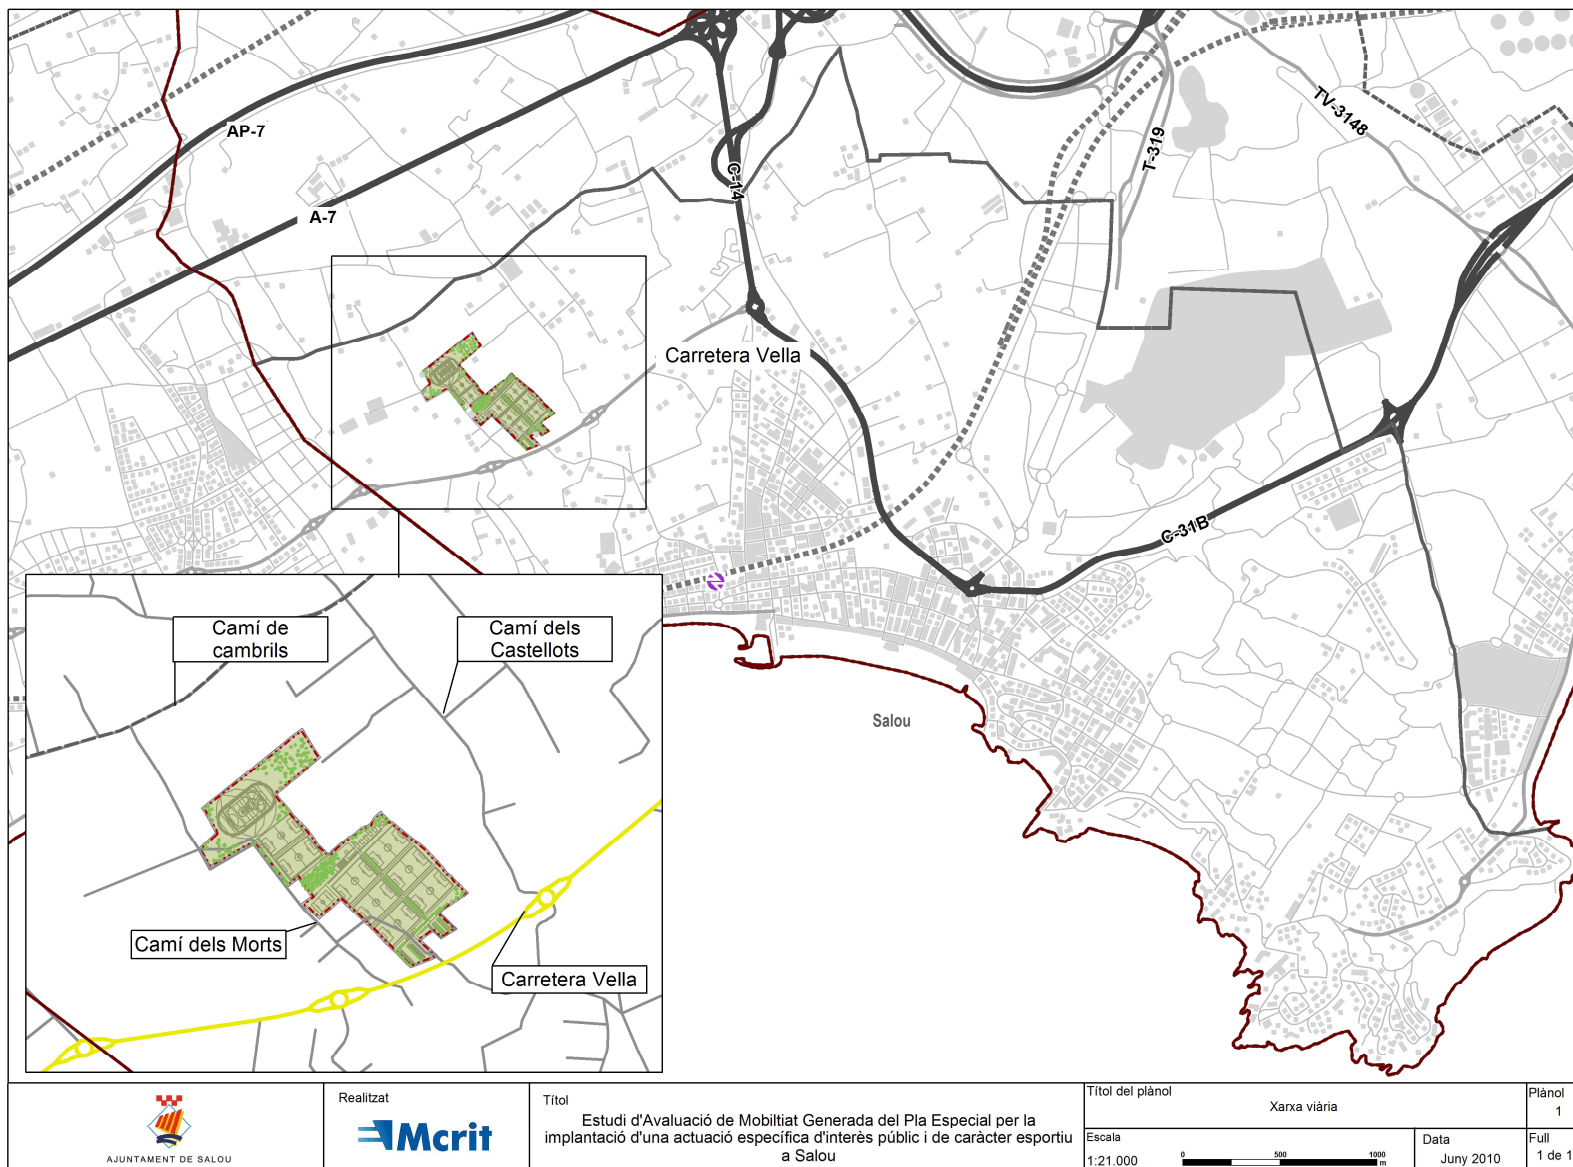 AP-7
A-7
C-14
T-319
TV-3148
Carretera Vella
C-31B
Salou
Camí de
cambrils
Camí dels
Castellots
Camí dels Morts
Carretera Vella
AJUNTAMENT DE SALOU
Realitzat
Mcrit
Títol
Estudi d'Avaluació de Mobiltiat Generada del Pla Especial per la
implantació d'una actuació específica d'interès públic i de caràcter esportiu
a Salou
Títol del plànol
Xarxa viària
Plànol
1
Escala
1:21.000
0 500 1000
m
Data
Juny 2010
Full
1 de 1